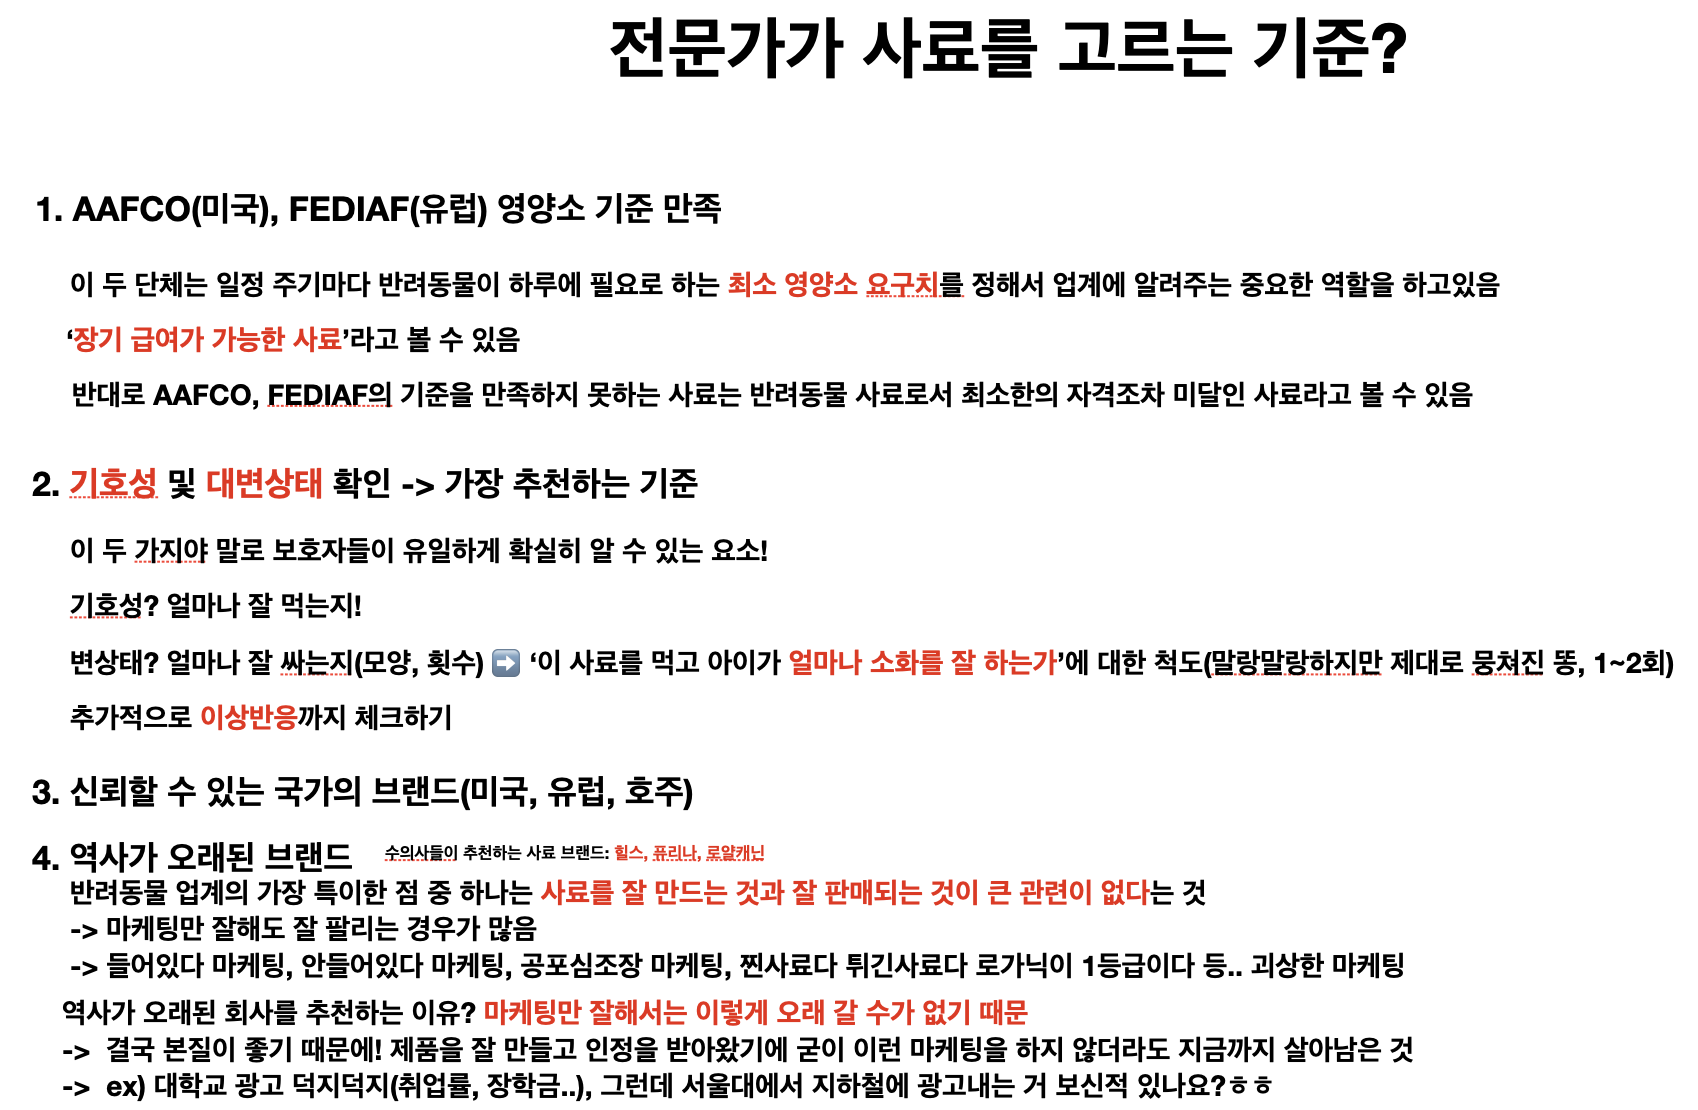 전문가가 사료를 고르는 기준?
1. AAFCO(미국), FEDIAF(유럽) 영양소 기준 만족
이 두 단체는 일정 주기마다 반려동물이 하루에 필요로 하는 최소 영양소 요구치를 정해서 업계에 알려주는 중요한 역할을 하고있음
‘장기 급여가 가능한 사료’라고 볼 수 있음
반대로 AAFCO, FEDIAF의 기준을 만족하지 못하는 사료는 반려동물 사료로서 최소한의 자격조차 미달인 사료라고 볼 수 있음
2. 기호성 및 대변상태 확인 -> 가장 추천하는 기준
이 두 가지야 말로 보호자들이 유일하게 확실히 알 수 있는 요소!
기호성? 얼마나 잘 먹는지!
변상태? 얼마나 잘 싸는지(모양, 횟수) ➡️ ‘이 사료를 먹고 아이가 얼마나 소화를 잘 하는가’에 대한 척도(말랑말랑하지만 제대로 뭉쳐진 똥, 1~2회)
추가적으로 이상반응까지 체크하기
3. 신뢰할 수 있는 국가의 브랜드(미국, 유럽, 호주)
4. 역사가 오래된 브랜드 수의사들이 추천하는 사료 브랜드: 힐스, 퓨리나, 로얄캐닌
반려동물 업계의 가장 특이한 점 중 하나는 사료를 잘 만드는 것과 잘 판매되는 것이 큰 관련이 없다는 것
-> 마케팅만 잘해도 잘 팔리는 경우가 많음
-> 들어있다 마케팅, 안들어있다 마케팅, 공포심조장 마케팅, 찐사료다 튀긴사료다 로가닉이 1등급이다 등.. 괴상한 마케팅
역사가 오래된 회사를 추천하는 이유? 마케팅만 잘해서는 이렇게 오래 갈 수가 없기 때문
-> 결국 본질이 좋기 때문에! 제품을 잘 만들고 인정을 받아왔기에 굳이 이런 마케팅을 하지 않더라도 지금까지 살아남은 것
-> ex) 대학교 광고 덕지덕지(취업률, 장학금..), 그런데 서울대에서 지하철에 광고내는 거 보신적 있나요?ㅎㅎ